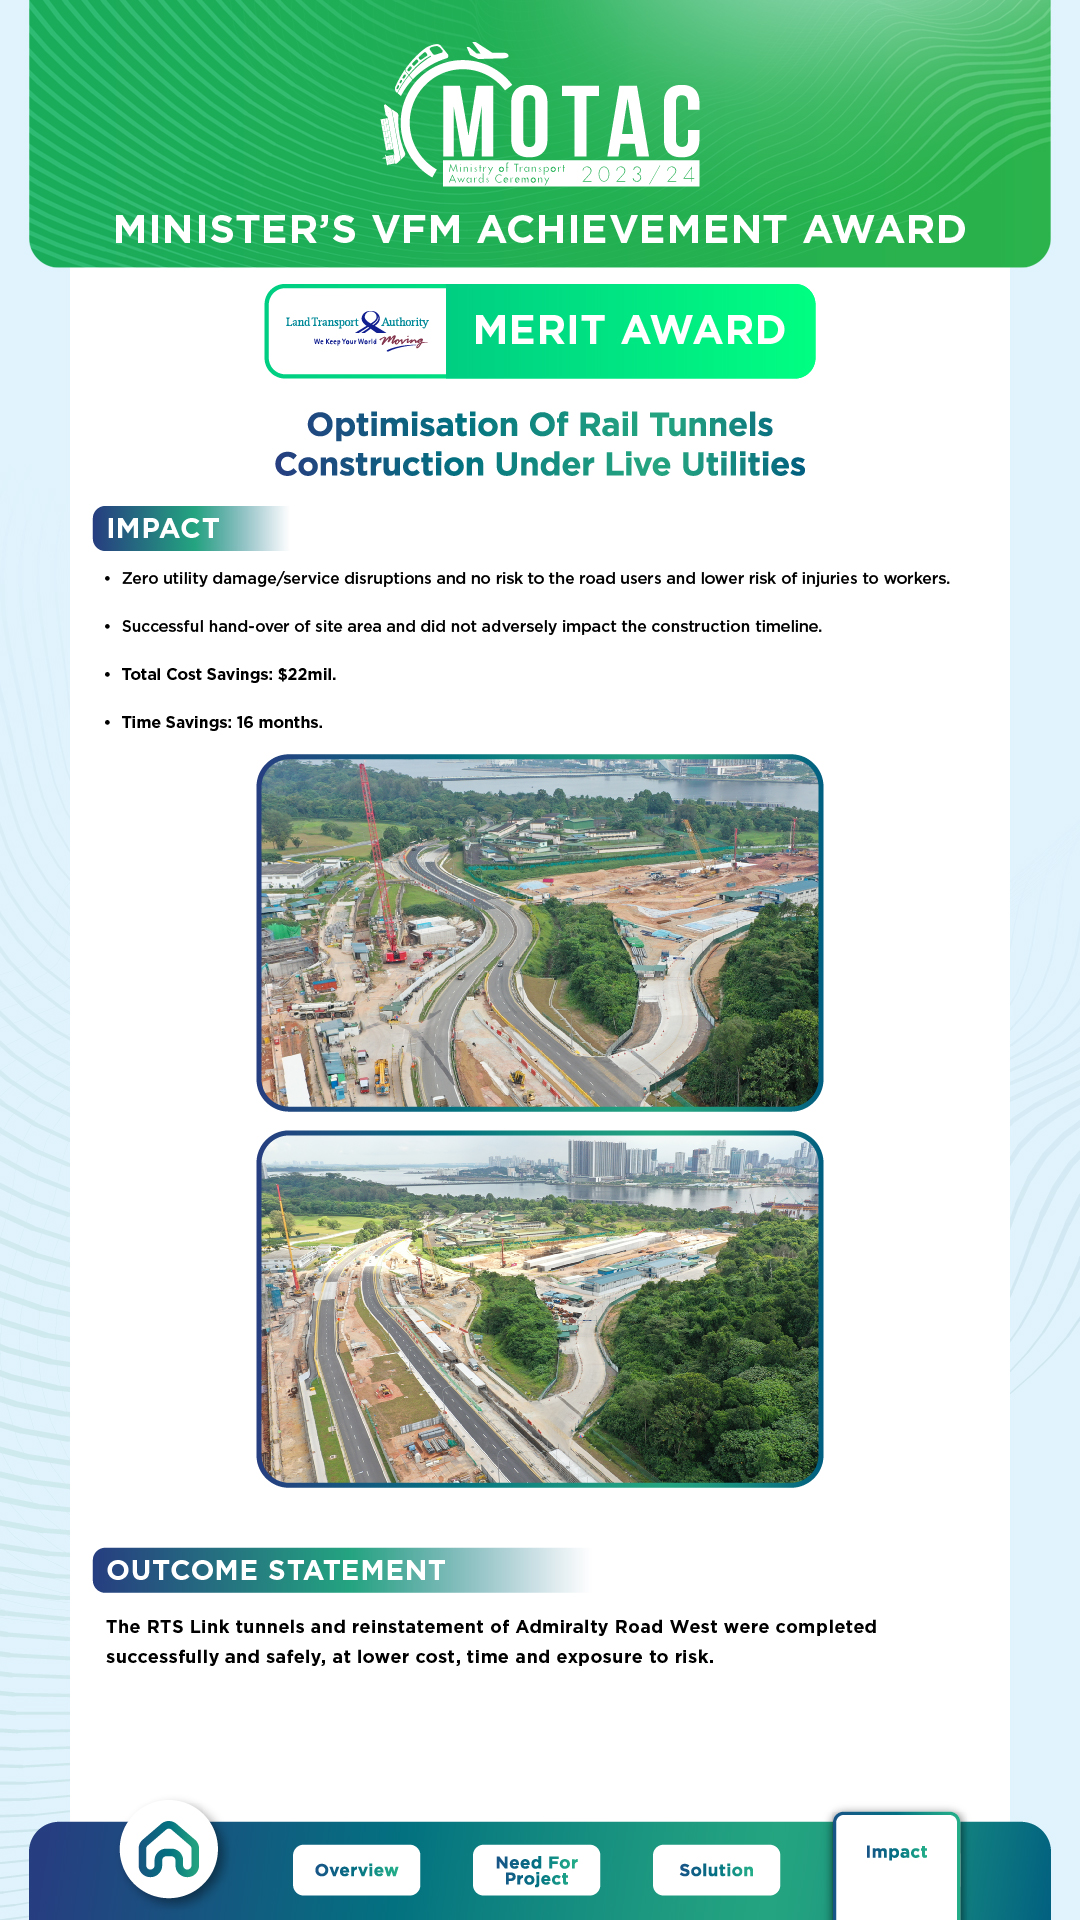 MOTAC
Ministry of Transport
Awards Ceremony 2023/24
MINISTER’S VFM ACHIEVEMENT AWARD
Land Transport Authority
We Keep Your World Moving
MERIT AWARD
Optimisation Of Rail Tunnels
Construction Under Live Utilities
IMPACT
• Zero utility damage/service disruptions and no risk to the road users and lower risk of injuries to workers.
• Successful hand-over of site area and did not adversely impact the construction timeline.
• Total Cost Savings: $22mil.
• Time Savings: 16 months.
OUTCOME STATEMENT
The RTS Link tunnels and reinstatement of Admiralty Road West were completed
successfully and safely, at lower cost, time and exposure to risk.
Overview
Need For
Project
Solution
Impact